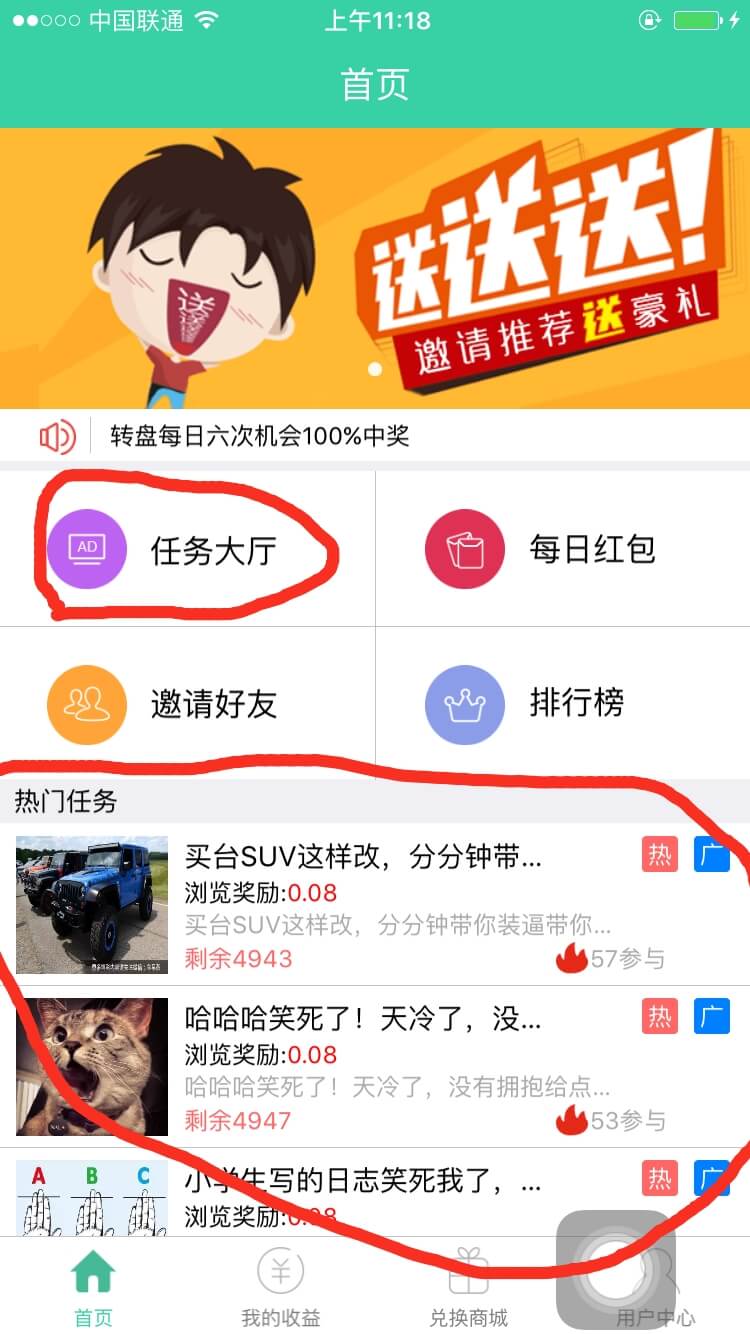 中国联通
上午11:18
首页
送送送!
邀请推荐送豪礼
转盘每日六次机会100%中奖
AD
任务大厅
每日红包
邀请好友
排行榜
热门任务
买台SUV这样改，分分钟带...
热
广
浏览奖励:0.08
买台SUV这样改，分分钟带你装逼带你...
剩余4943
57参与
哈哈哈笑死了！天冷了，没...
热
广
浏览奖励:0.08
哈哈哈笑死了！天冷了，没有拥抱给点...
剩余4947
53参与
A B C
小学生写的日志笑死我了，...
热
广
浏览奖励:0.08
首页
我的收益
兑换商城
用户中心